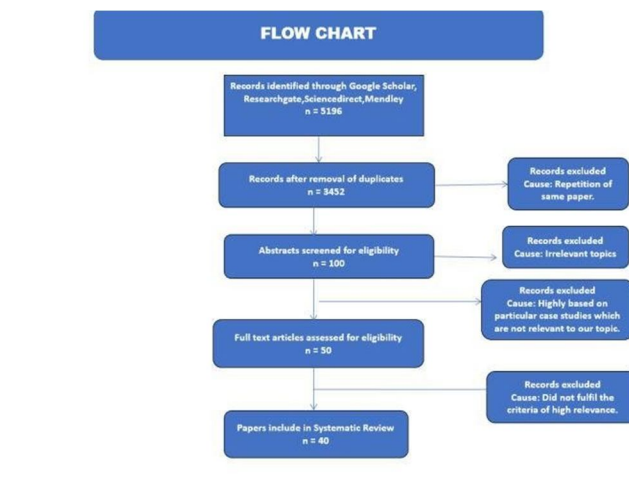 FLOW CHART
Records identified through Google Scholar,
Researchgate,Sciencedirect,Mendley
n = 5196
Records after removal of duplicates
n = 3452
Records excluded
Cause: Repetition of
same paper.
Abstracts screened for eligibility
n = 100
Records excluded
Cause: Irrelevant topics
Records excluded
Cause: Highly based on
particular case studies which
are not relevant to our topic.
Full text articles assessed for eligibility
n = 50
Records excluded
Cause: Did not fulfil the
criteria of high relevance.
Papers include in Systematic Review
n = 40